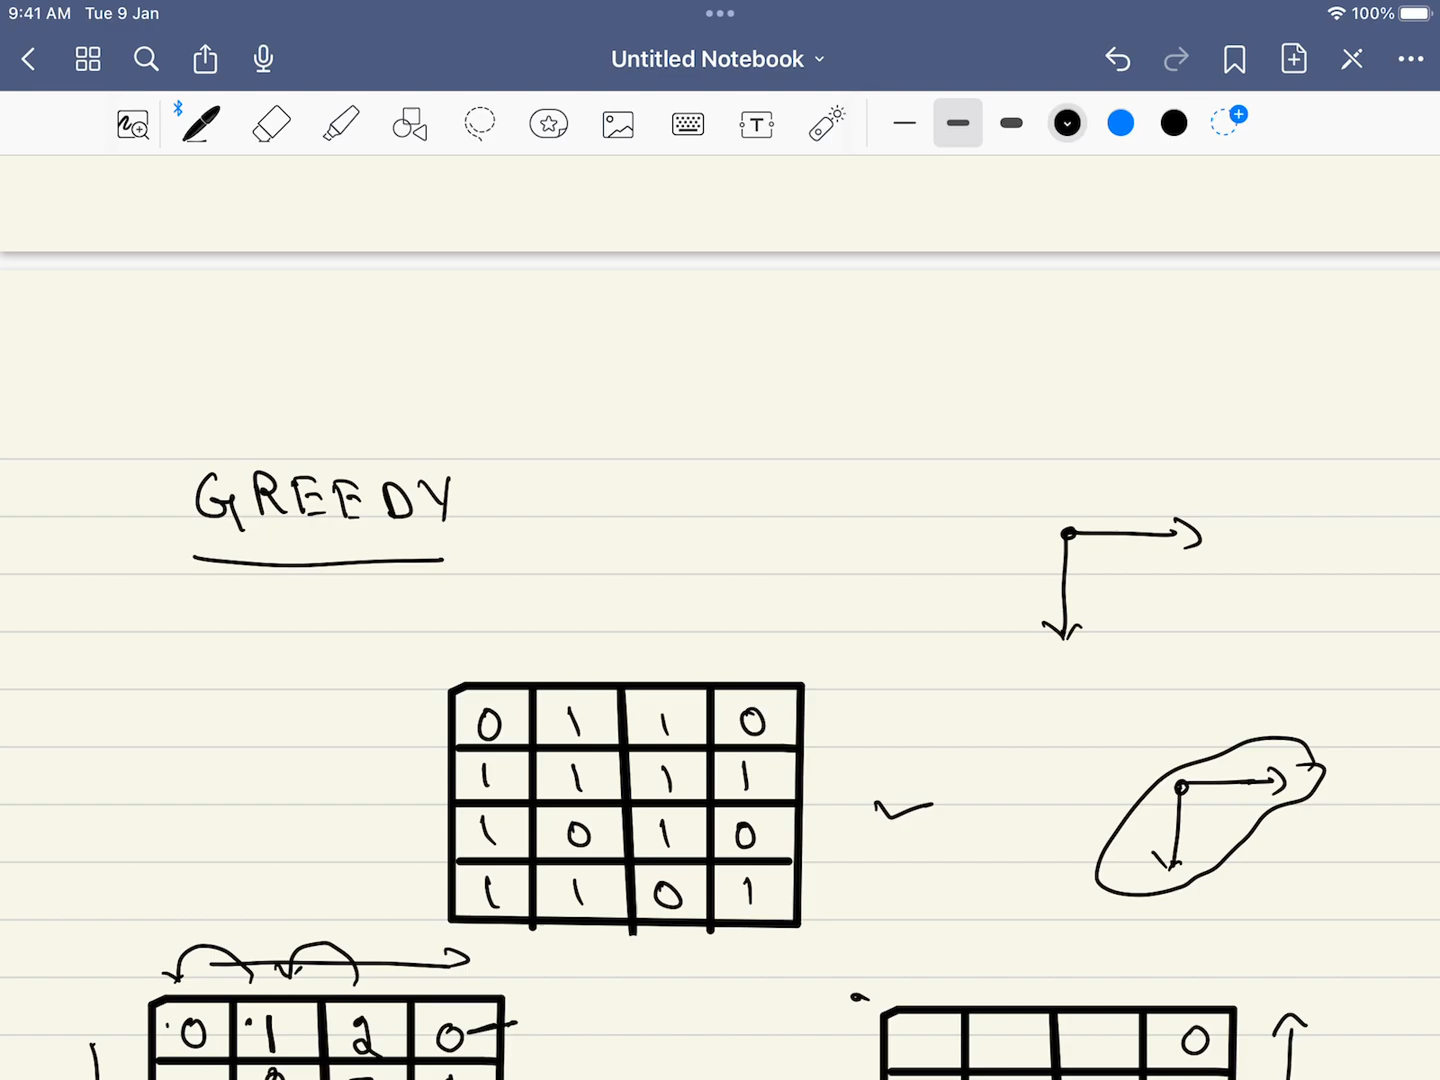 9:41 AM Tue 9 Jan
100%
Untitled Notebook
T
GREEDY
0 1 1 0
1 1 1 1
1 0 1 0
1 1 0 1
0 1 2 0
0